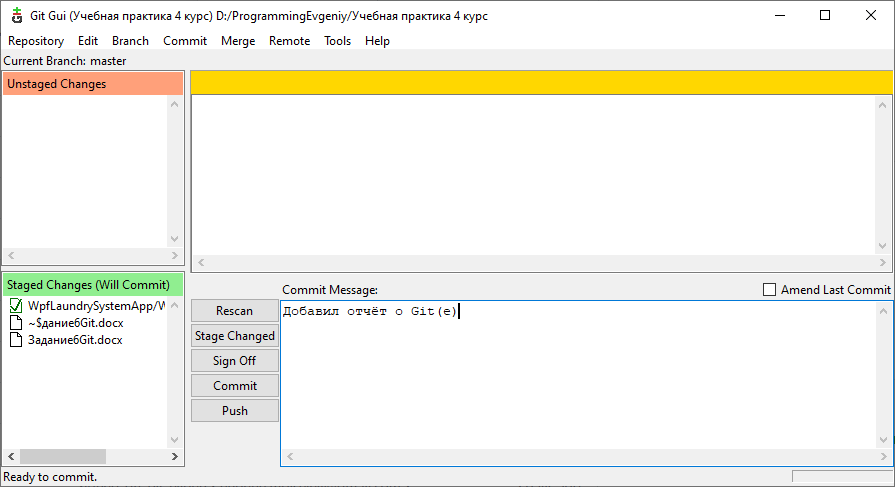 Git Gui (Учебная практика 4 курс) D:/ProgrammingEvgeniy/Учебная практика 4 курс
Repository Edit Branch Commit Merge Remote Tools Help
Current Branch: master
Unstaged Changes
Staged Changes (Will Commit)
WpfLaundrySystemApp/W
~$дание6Git.docx
Задание6Git.docx
Commit Message:
Amend Last Commit
Rescan
Stage Changed
Sign Off
Commit
Push
Добавил отчёт о Git(е)
Ready to commit.